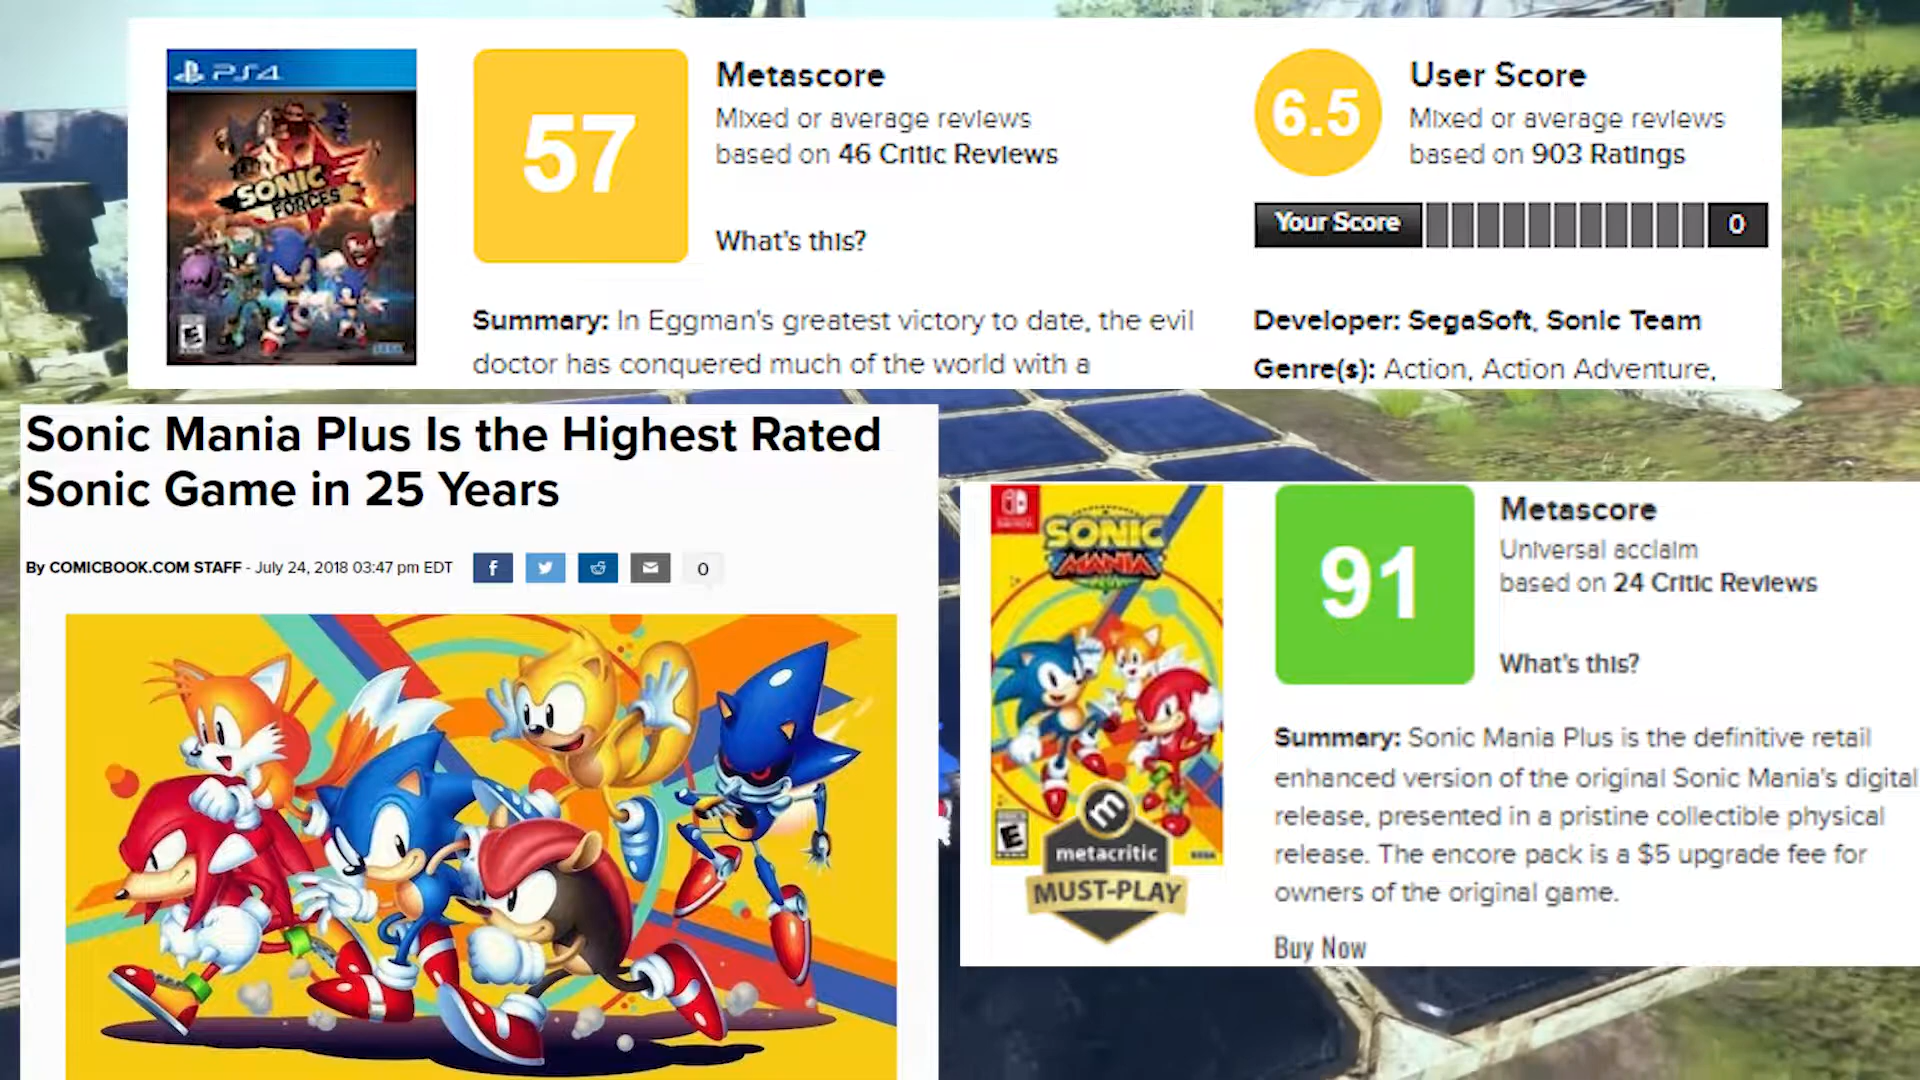 PS4
SONIC
FORCES
E
57
Metascore
Mixed or average reviews
based on 46 Critic Reviews
What's this?
6.5
User Score
Mixed or average reviews
based on 903 Ratings
Your Score
0
Summary: In Eggman's greatest victory to date, the evil
doctor has conquered much of the world with a
Developer: SegaSoft, Sonic Team
Genre(s): Action, Action Adventure,
Sonic Mania Plus Is the Highest Rated
Sonic Game in 25 Years
By COMICBOOK.COM STAFF - July 24, 2018 03:47 pm EDT
f
0
SONIC
MANIA
E
SEGA
m
metacritic
MUST-PLAY
91
Metascore
Universal acclaim
based on 24 Critic Reviews
What's this?
Summary: Sonic Mania Plus is the definitive retail
enhanced version of the original Sonic Mania's digital
release, presented in a pristine collectible physical
release. The encore pack is a $5 upgrade fee for
owners of the original game.
Buy Now